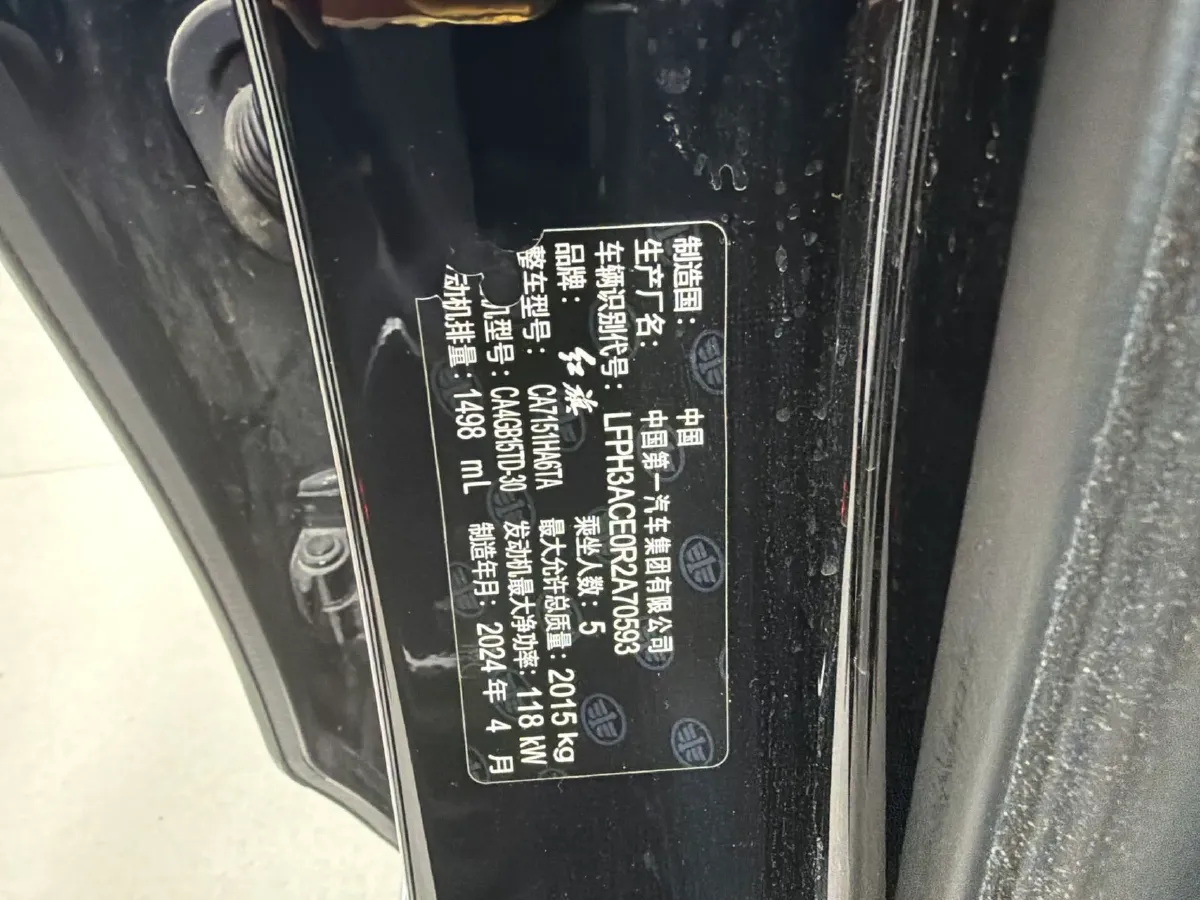 制造国： 中国
生产厂名： 中国第一汽车集团有限公司
车辆识别代号： LFPH3ACE0R2A70593
品牌： 红旗 乘坐人数：5
整车型号： CA7151HA6TA 最大允许总质量：2015 kg
机型号：CA4GB15TD-30 发动机最大净功率：118 kW
动机排量：1498 mL 制造年月：2024 年 4 月